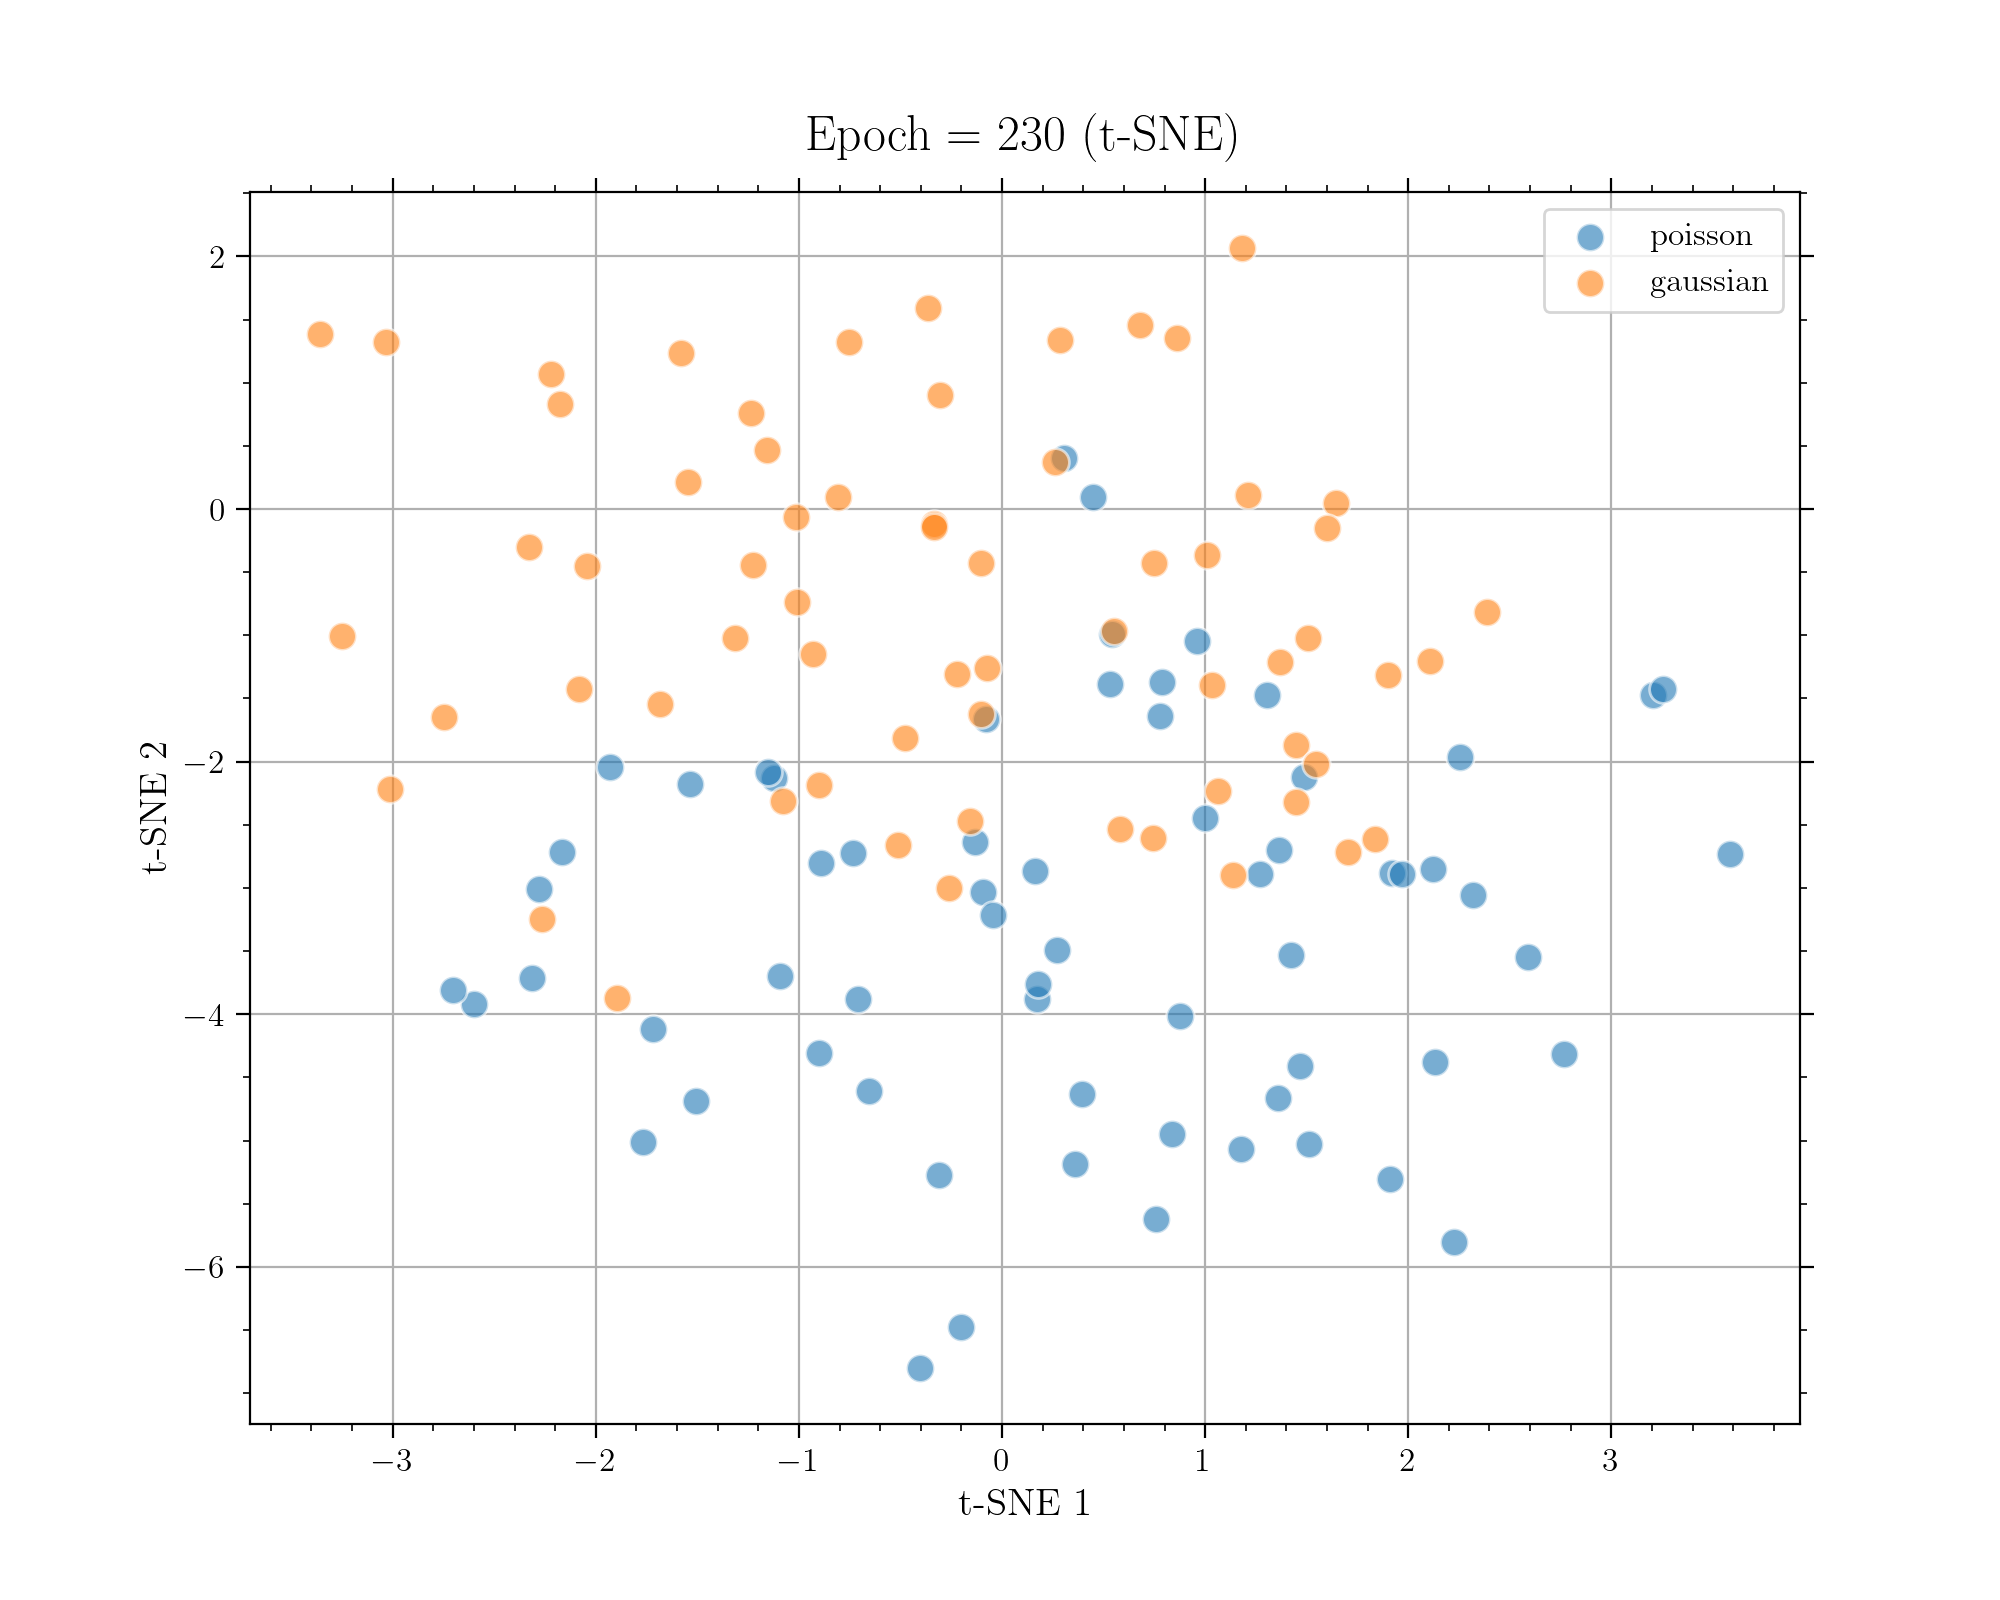 Epoch = 230 (t-SNE)
poisson
gaussian
2
0
−2
−4
−6
t-SNE 2
−3 −2 −1 0 1 2 3
t-SNE 1